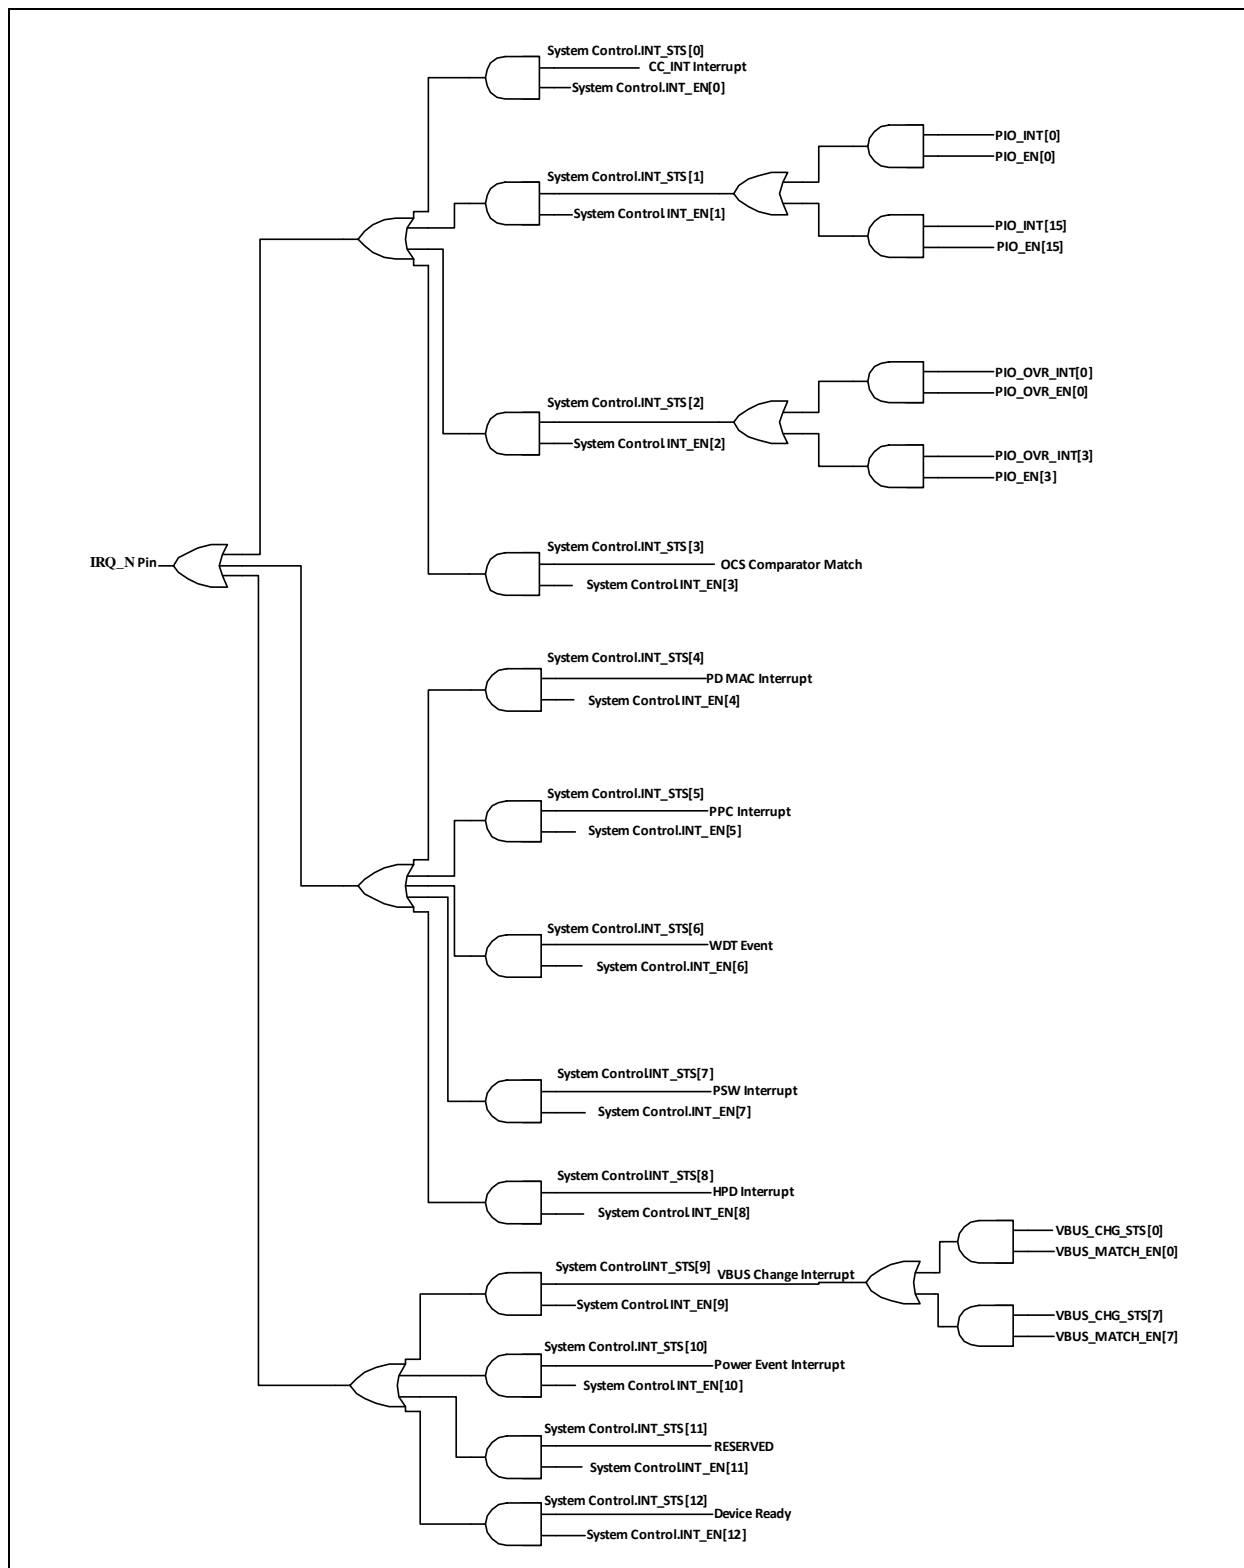 System Control.INT_STS[0]
CC_INT Interrupt
System Control.INT_EN[0]
PIO_INT[0]
PIO_EN[0]
System Control.INT_STS[1]
System Control.INT_EN[1]
PIO_INT[15]
PIO_EN[15]
PIO_OVR_INT[0]
PIO_OVR_EN[0]
System Control.INT_STS[2]
System Control.INT_EN[2]
PIO_OVR_INT[3]
PIO_EN[3]
System Control.INT_STS[3]
OCS Comparator Match
System Control.INT_EN[3]
IRQ_N Pin
System Control.INT_STS[4]
PD MAC Interrupt
System Control.INT_EN[4]
System Control.INT_STS[5]
PPC Interrupt
System Control.INT_EN[5]
System Control.INT_STS[6]
WDT Event
System Control.INT_EN[6]
System Control.INT_STS[7]
PSW Interrupt
System Control.INT_EN[7]
System Control.INT_STS[8]
HPD Interrupt
System Control.INT_EN[8]
VBUS_CHG_STS[0]
VBUS_MATCH_EN[0]
System Control.INT_STS[9]
VBUS Change Interrupt
System Control.INT_EN[9]
VBUS_CHG_STS[7]
VBUS_MATCH_EN[7]
System Control.INT_STS[10]
Power Event Interrupt
System Control.INT_EN[10]
System Control.INT_STS[11]
RESERVED
System Control.INT_EN[11]
System Control.INT_STS[12]
Device Ready
System Control.INT_EN[12]